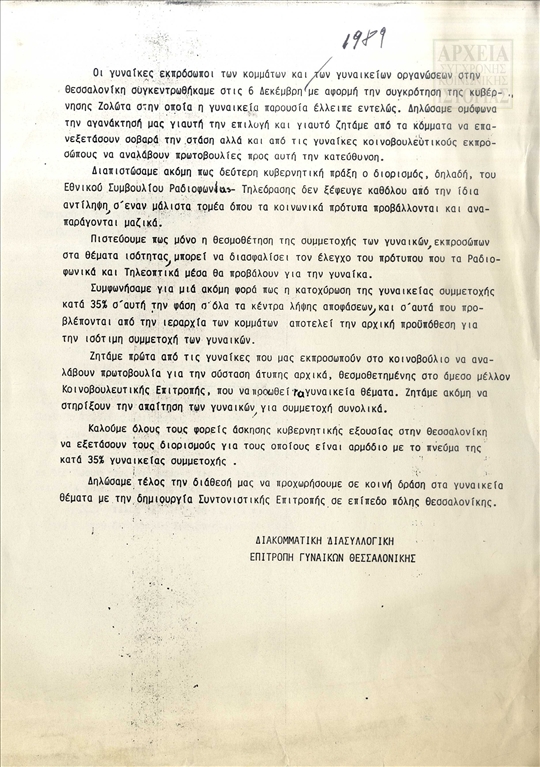 1989
ΑΡΧΕΙΑ
ΣΥΓΧΡΟΝΗΣ
ΚΟΙΝΩΝΙΚΗΣ
ΙΣΤΟΡΙΑΣ
Οι γυναίκες εκπρόσωποι των κομμάτων και των γυναικείων οργανώσεων στην
θεσσαλονίκη συγκεντρωθήκαμε στις 6 Δεκέμβρη με αφορμή την συγκρότηση της κυβέρ-
νησης Ζολώτα στην οποία η γυναικεία παρουσία έλλειπε εντελώς. Δηλώσαμε ομόφωνα
την αγανάκτησή μας γιαυτή την επιλογή και γιαυτό ζητάμε από τα κόμματα να επα-
νεξετάσουν σοβαρά την στάση αλλά και από τις γυναίκες κοινοβουλευτικούς εκπρο-
σώπους να αναλάβουν πρωτοβουλίες προς αυτή την κατεύθυνση.
Διαπιστώσαμε ακόμη πως δεύτερη κυβερνητική πράξη ο διορισμός, δηλαδή, του
Εθνικού Συμβουλίου Ραδιοφωνίας- Τηλεόρασης δεν ξέφευγε καθόλου από την ίδια
αντίληψη, σ'έναν μάλιστα τομέα όπου τα κοινωνικά πρότυπα προβάλλονται και ανα-
παράγονται μαζικά.
Πιστεύουμε πως μόνο η θεσμοθέτηση της συμμετοχής των γυναικών, εκπροσώπων
στα θέματα ισότητας, μπορεί να διασφαλίσει τον έλεγχο του πρότυπου που τα Ραδιο-
φωνικά και Τηλεοπτικά μέσα θα προβάλουν για την γυναίκα.
Συμφωνήσαμε για μιά ακόμη φορά πως η κατοχύρωση της γυναικείας συμμετοχής
κατά 35% σ'αυτή την φάση σ'όλα τα κέντρα λήψης αποφάσεων, και σ'αυτά που προ-
βλέπονται από την ιεραρχία των κομμάτων αποτελεί την αρχική προϋπόθεση για
την ισότιμη συμμετοχή των γυναικών.
Ζητάμε πρώτα από τις γυναίκες που μας εκπροσωπούν στο κοινοβούλιο να ανα-
λάβουν πρωτοβουλία για την σύσταση άτυπης αρχικά, θεσμοθετημένης στο άμεσο μέλλον
Κοινοβουλευτικής Επιτροπής, που να προωθεί τα γυναικεία θέματα. Ζητάμε ακόμη να
στηρίξουν την απαίτηση των γυναικών, για συμμετοχή συνολικά.
Καλούμε όλους τους φορείς άσκησης κυβερνητικής εξουσίας στην θεσσαλονίκη
να εξετάσουν τους διορισμούς για τους οποίους είναι αρμόδιο με το πνεύμα της
κατά 35% γυναικείας συμμετοχής .
Δηλώσαμε τέλος την διάθεσή μας να προχωρήσουμε σε κοινή δράση στα γυναικεία
θέματα με την δημιουργία Συντονιστικής Επιτροπής σε επίπεδο πόλης θεσσαλονίκης.
ΔΙΑΚΟΜΜΑΤΙΚΗ ΔΙΑΣΥΛΛΟΓΙΚΗ
ΕΠΙΤΡΟΠΗ ΓΥΝΑΙΚΩΝ ΘΕΣΣΑΛΟΝΙΚΗΣ